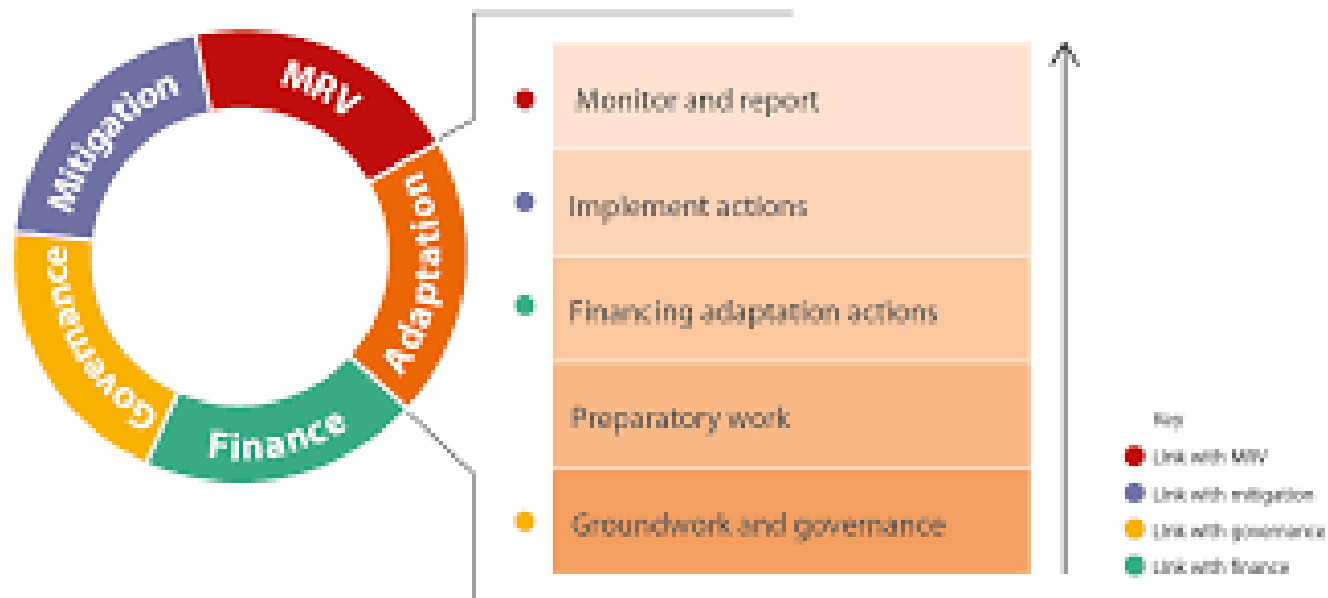 MRV
Mitigation
Adaptation
Governance
Finance
Monitor and report
Implement actions
Financing adaptation actions
Preparatory work
Groundwork and governance
Key
Link with MRV
Link with mitigation
Link with governance
Link with finance